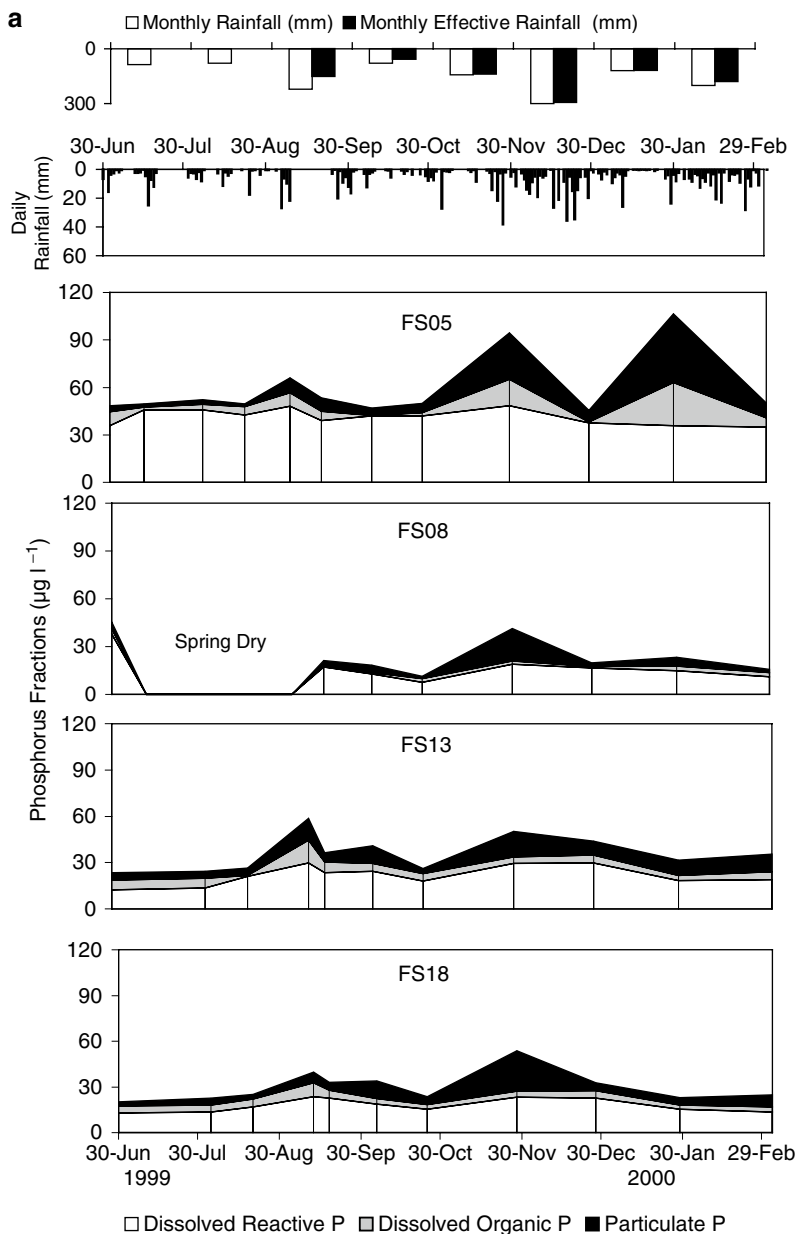 a
Monthly Rainfall (mm) Monthly Effective Rainfall (mm)
0
300
30-Jun 30-Jul 30-Aug 30-Sep 30-Oct 30-Nov 30-Dec 30-Jan 29-Feb
Daily Rainfall (mm)
0
20
40
60
Phosphorus Fractions (µg l⁻¹)
120
90
60
30
0
FS05
120
90
60
30
0
FS08
Spring Dry
120
90
60
30
0
FS13
120
90
60
30
0
FS18
30-Jun 30-Jul 30-Aug 30-Sep 30-Oct 30-Nov 30-Dec 30-Jan 29-Feb
1999 2000
Dissolved Reactive P Dissolved Organic P Particulate P